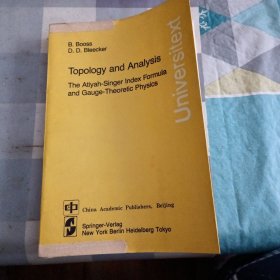 B. Booss
D. D. Bleecker
Topology and Analysis
The Atiyah-Singer Index Formula
and Gauge-Theoretic Physics
Universitext
China Academic Publishers, Beijing
Springer-Verlag
New York Berlin Heidelberg Tokyo